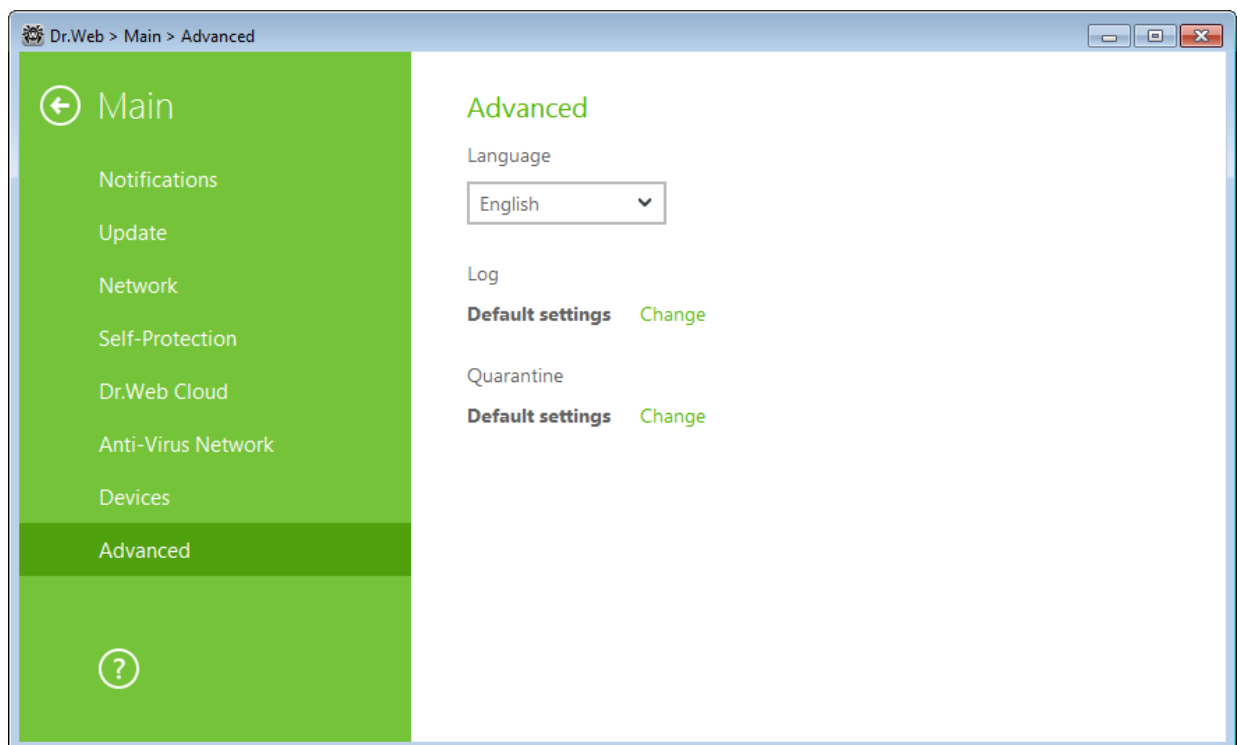 Dr.Web > Main > Advanced
Main
Notifications
Update
Network
Self-Protection
Dr.Web Cloud
Anti-Virus Network
Devices
Advanced
?
Advanced
Language
English
Log
Default settings Change
Quarantine
Default settings Change